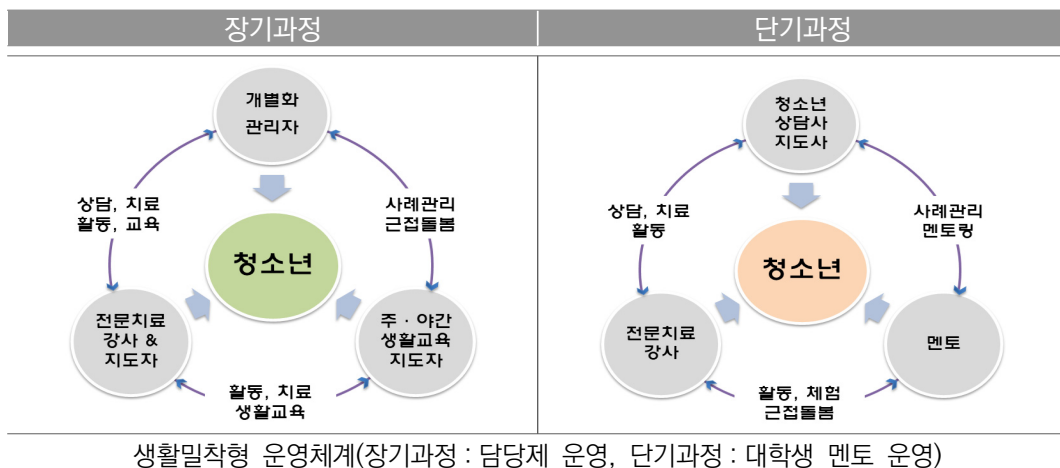 장기과정
개별화
관리자
상담, 치료
활동, 교육
사례관리
근접돌봄
청소년
전문치료
강사 &
지도자
주 · 야간
생활교육
지도자
활동, 치료
생활교육
단기과정
청소년
상담사
지도사
상담, 치료
활동
사례관리
멘토링
청소년
전문치료
강사
멘토
활동, 체험
근접돌봄
생활밀착형 운영체계(장기과정 : 담당제 운영, 단기과정 : 대학생 멘토 운영)